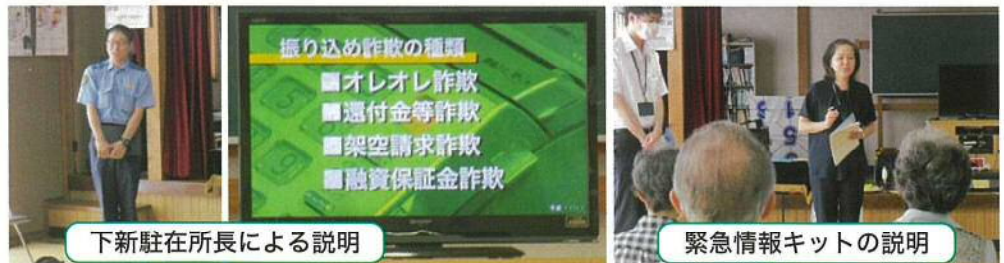 振り込め詐欺の種類
■オレオレ詐欺
■還付金等詐欺
■架空請求詐欺
■融資保証金詐欺
SHARP
下新駐在所長による説明
緊急情報キットの説明